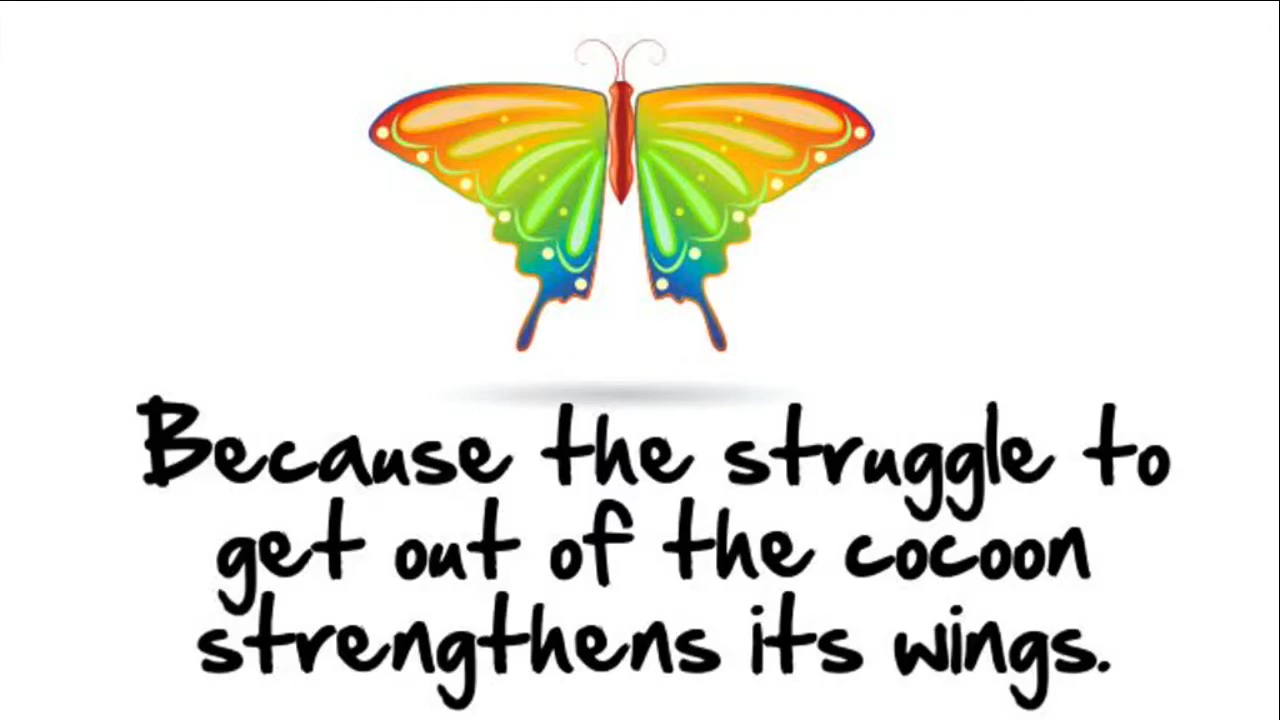 Because the struggle to
get out of the cocoon
strengthens its wings.